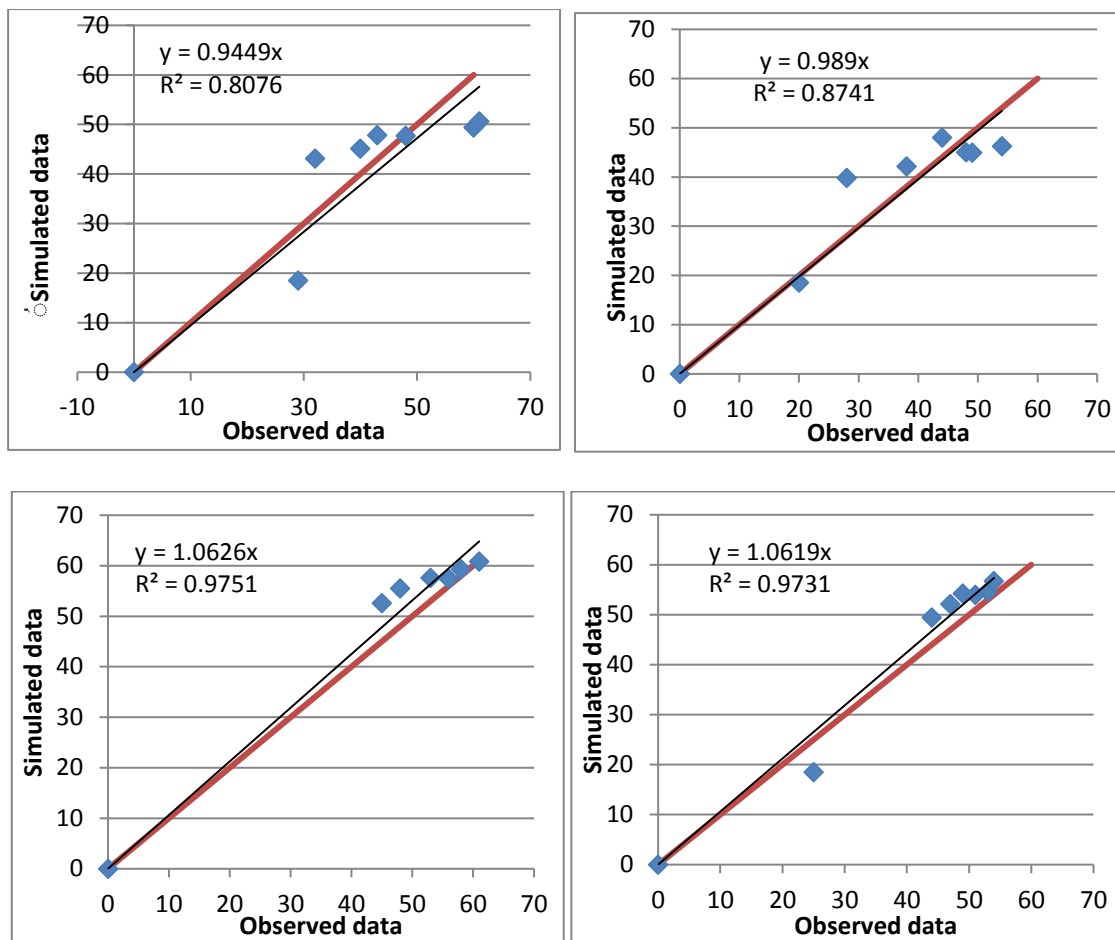 70
60
50
40
30
20
10
0
y = 0.9449x
R² = 0.8076
Simulated data
-10
10
30
50
70
Observed data
70
60
50
40
30
20
10
0
y = 0.989x
R² = 0.8741
Simulated data
0 10 20 30 40 50 60 70
Observed data
70
60
50
40
30
20
10
0
y = 1.0626x
R² = 0.9751
Simulated data
0 10 20 30 40 50 60 70
Observed data
70
60
50
40
30
20
10
0
y = 1.0619x
R² = 0.9731
Simulated data
0 10 20 30 40 50 60 70
Observed data